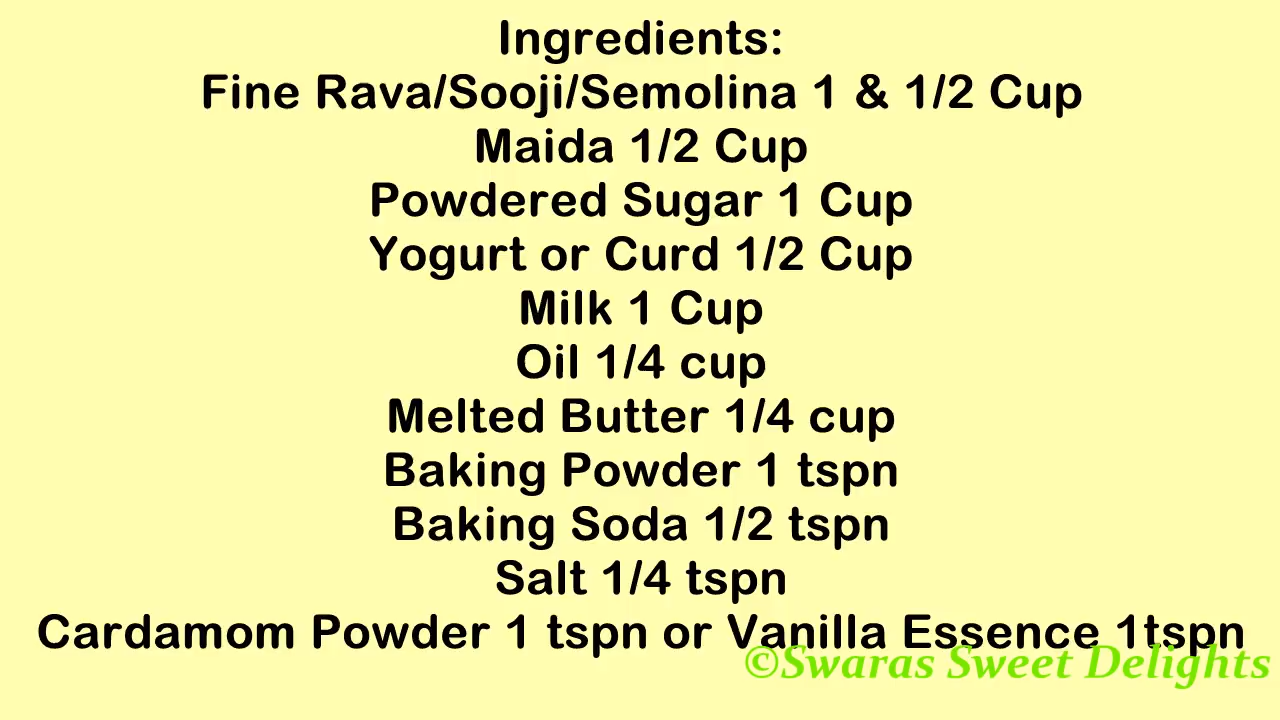 Ingredients:
Fine Rava/Sooji/Semolina 1 & 1/2 Cup
Maida 1/2 Cup
Powdered Sugar 1 Cup
Yogurt or Curd 1/2 Cup
Milk 1 Cup
Oil 1/4 cup
Melted Butter 1/4 cup
Baking Powder 1 tspn
Baking Soda 1/2 tspn
Salt 1/4 tspn
Cardamom Powder 1 tspn or Vanilla Essence 1tspn
©Swaras Sweet Delights